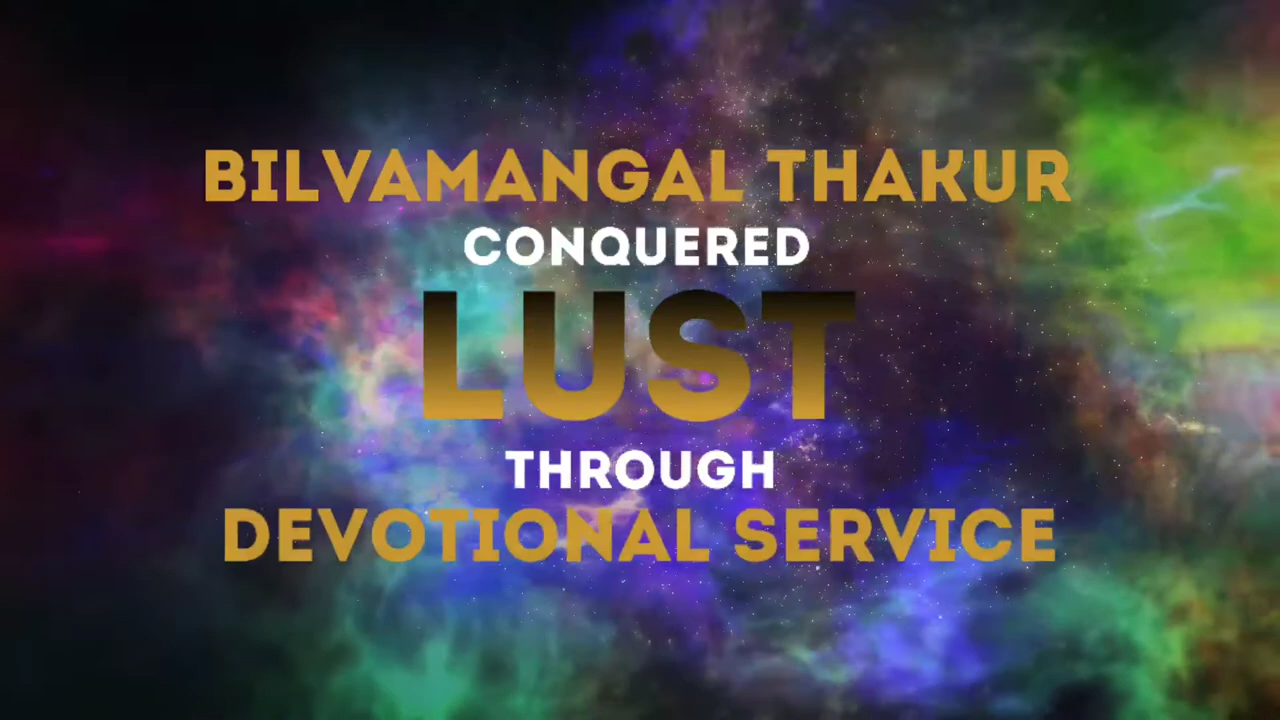 BILVAMANGAL THAKUR
CONQUERED
LUST
THROUGH
DEVOTIONAL SERVICE